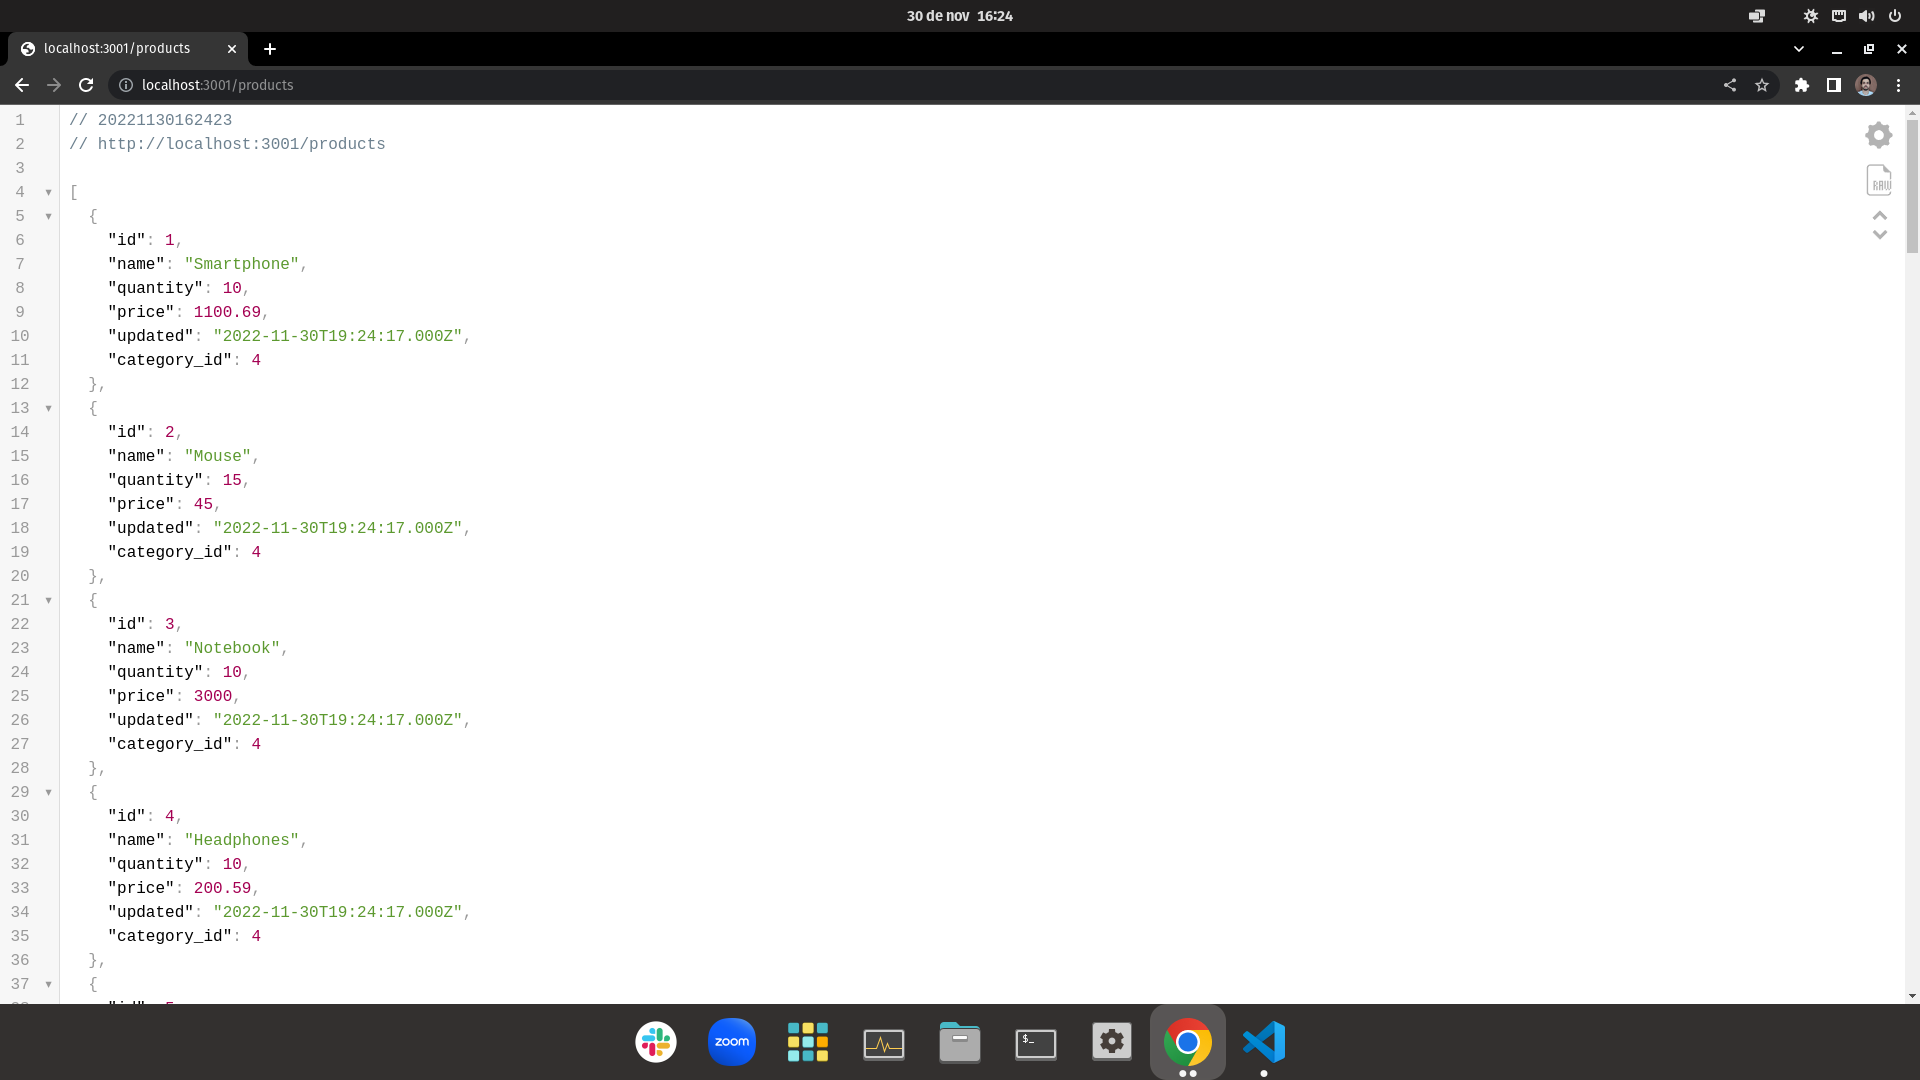 30 de nov 16:24
localhost:3001/products
localhost:3001/products
1 // 20221130162423
2 // http://localhost:3001/products
3
4 [
5 {
6 "id": 1,
7 "name": "Smartphone",
8 "quantity": 10,
9 "price": 1100.69,
10 "updated": "2022-11-30T19:24:17.000Z",
11 "category_id": 4
12 },
13 {
14 "id": 2,
15 "name": "Mouse",
16 "quantity": 15,
17 "price": 45,
18 "updated": "2022-11-30T19:24:17.000Z",
19 "category_id": 4
20 },
21 {
22 "id": 3,
23 "name": "Notebook",
24 "quantity": 10,
25 "price": 3000,
26 "updated": "2022-11-30T19:24:17.000Z",
27 "category_id": 4
28 },
29 {
30 "id": 4,
31 "name": "Headphones",
32 "quantity": 10,
33 "price": 200.59,
34 "updated": "2022-11-30T19:24:17.000Z",
35 "category_id": 4
36 },
37 {
RAW
zoom
$_